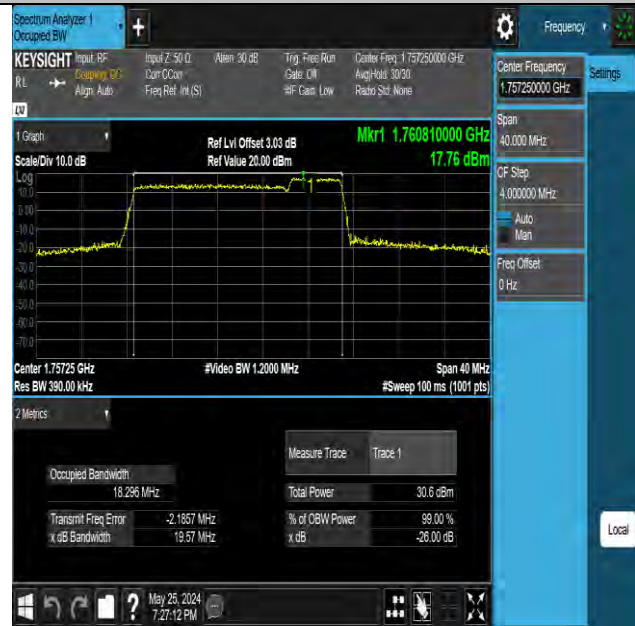 Spectrum Analyzer 1
Occupied BW
Frequency
KEYSIGHT
Input: RF
Coupling: DC
Align: Auto
Input Z: 50 Ω
Corr CCorr
Freq Ref: Int (S)
Atten: 30 dB
Trig: Free Run
Gate: Off
#IF Gain: Low
Center Freq: 1.757250000 GHz
Avg|Hold: 30/30
Radio Std: None
RL
LXI
Center Frequency
1.757250000 GHz
Settings
Span
40.000 MHz
CF Step
4.000000 MHz
Auto
Man
Freq Offset
0 Hz
1 Graph
Scale/Div 10.0 dB
Ref Lvl Offset 3.03 dB
Ref Value 20.00 dBm
Mkr1 1.760810000 GHz
17.76 dBm
Log
10.0
0.00
-10.0
-20.0
-30.0
-40.0
-50.0
-60.0
-70.0
Center 1.75725 GHz
#Video BW 1.2000 MHz
Span 40 MHz
Res BW 390.00 kHz
#Sweep 100 ms (1001 pts)
2 Metrics
Measure Trace
Trace 1
Occupied Bandwidth
18.296 MHz
Total Power
30.6 dBm
Transmit Freq Error
-2.1857 MHz
% of OBW Power
99.00 %
x dB Bandwidth
19.57 MHz
x dB
-26.00 dB
Local
May 25, 2024
7:27:12 PM